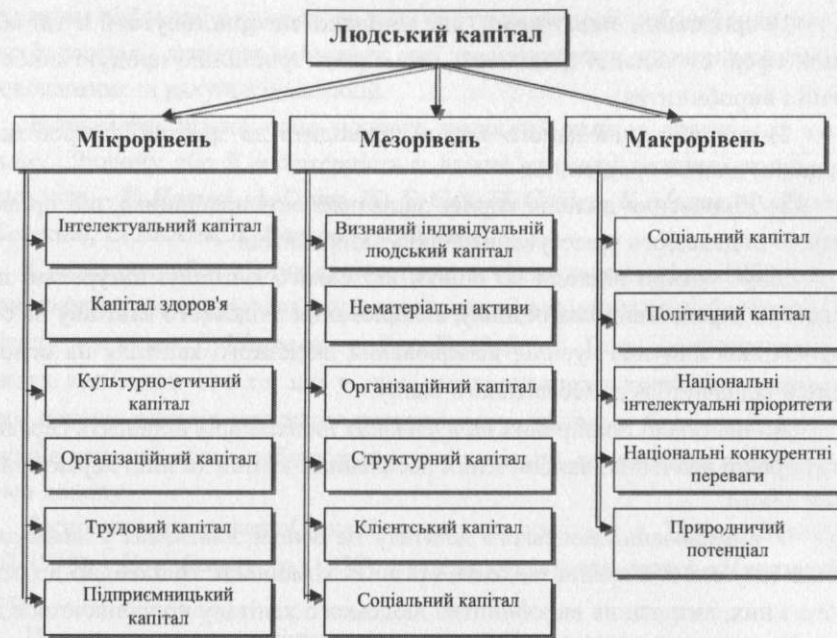 Людський капітал
Мікрорівень
Інтелектуальний капітал
Капітал здоров'я
Культурно-етичний
капітал
Організаційний капітал
Трудовий капітал
Підприємницький
капітал
Мезорівень
Визнаний індивідуальній
людський капітал
Нематеріальні активи
Організаційний капітал
Структурний капітал
Клієнтський капітал
Соціальний капітал
Макрорівень
Соціальний капітал
Політичний капітал
Національні
інтелектуальні пріоритети
Національні конкурентні
переваги
Природничий
потенціал